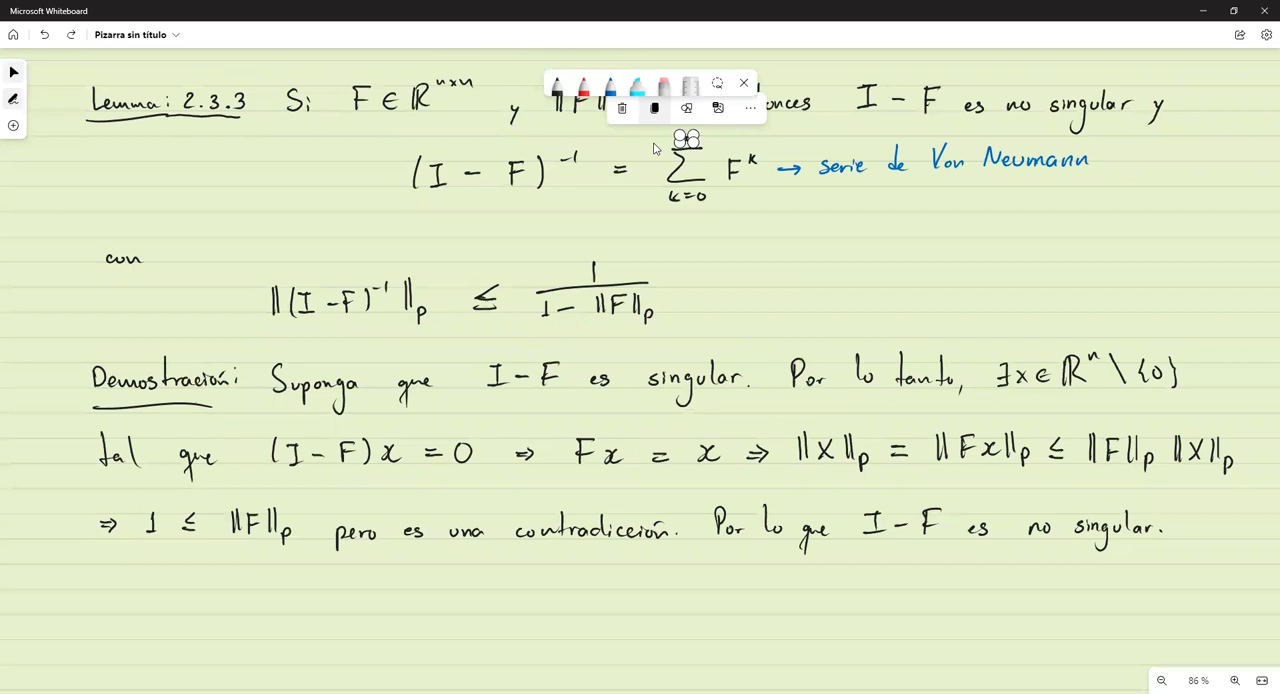 Microsoft Whiteboard
Pizarra sin título
Lemma: 2.3.3 Si F ∈ ℝ^{n×n} y ‖F‖ I − F es no singular y
(I − F)^{-1} = ∑_{k=0}^{∞} F^k → serie de Von Neumann
con
‖(I − F)^{-1}‖_p ≤ 1 / (1 − ‖F‖_p)
Demostración: Suponga que I − F es singular. Por lo tanto, ∃x ∈ ℝ^n \ {0}
tal que (I − F)x = 0 ⇒ Fx = x ⇒ ‖x‖_p = ‖Fx‖_p ≤ ‖F‖_p ‖x‖_p
⇒ 1 ≤ ‖F‖_p pero es una contradicción. Por lo que I − F es no singular.
86 %